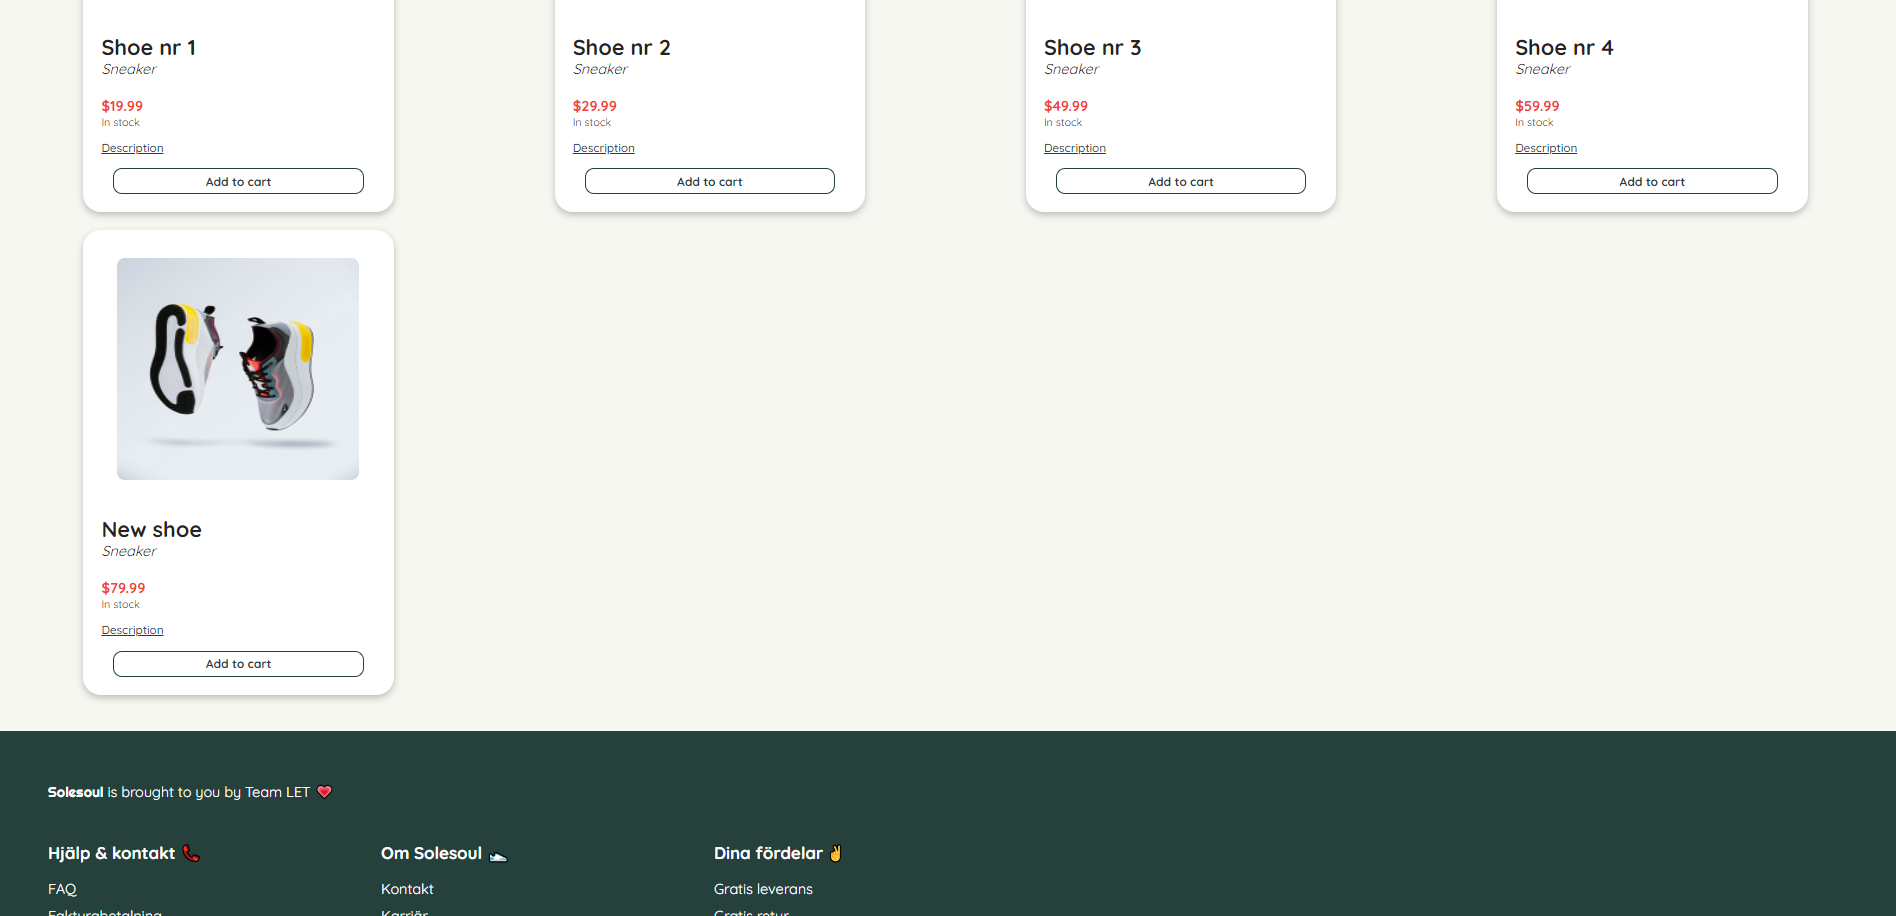 Shoe nr 1
Sneaker
$19.99
In stock
Description
Add to cart
Shoe nr 2
Sneaker
$29.99
In stock
Description
Add to cart
Shoe nr 3
Sneaker
$49.99
In stock
Description
Add to cart
Shoe nr 4
Sneaker
$59.99
In stock
Description
Add to cart
New shoe
Sneaker
$79.99
In stock
Description
Add to cart
Solesoul is brought to you by Team LET
Hjälp & kontakt
FAQ
Fakturabetalning
Om Solesoul
Kontakt
Karriär
Dina fördelar
Gratis leverans
Gratis retur